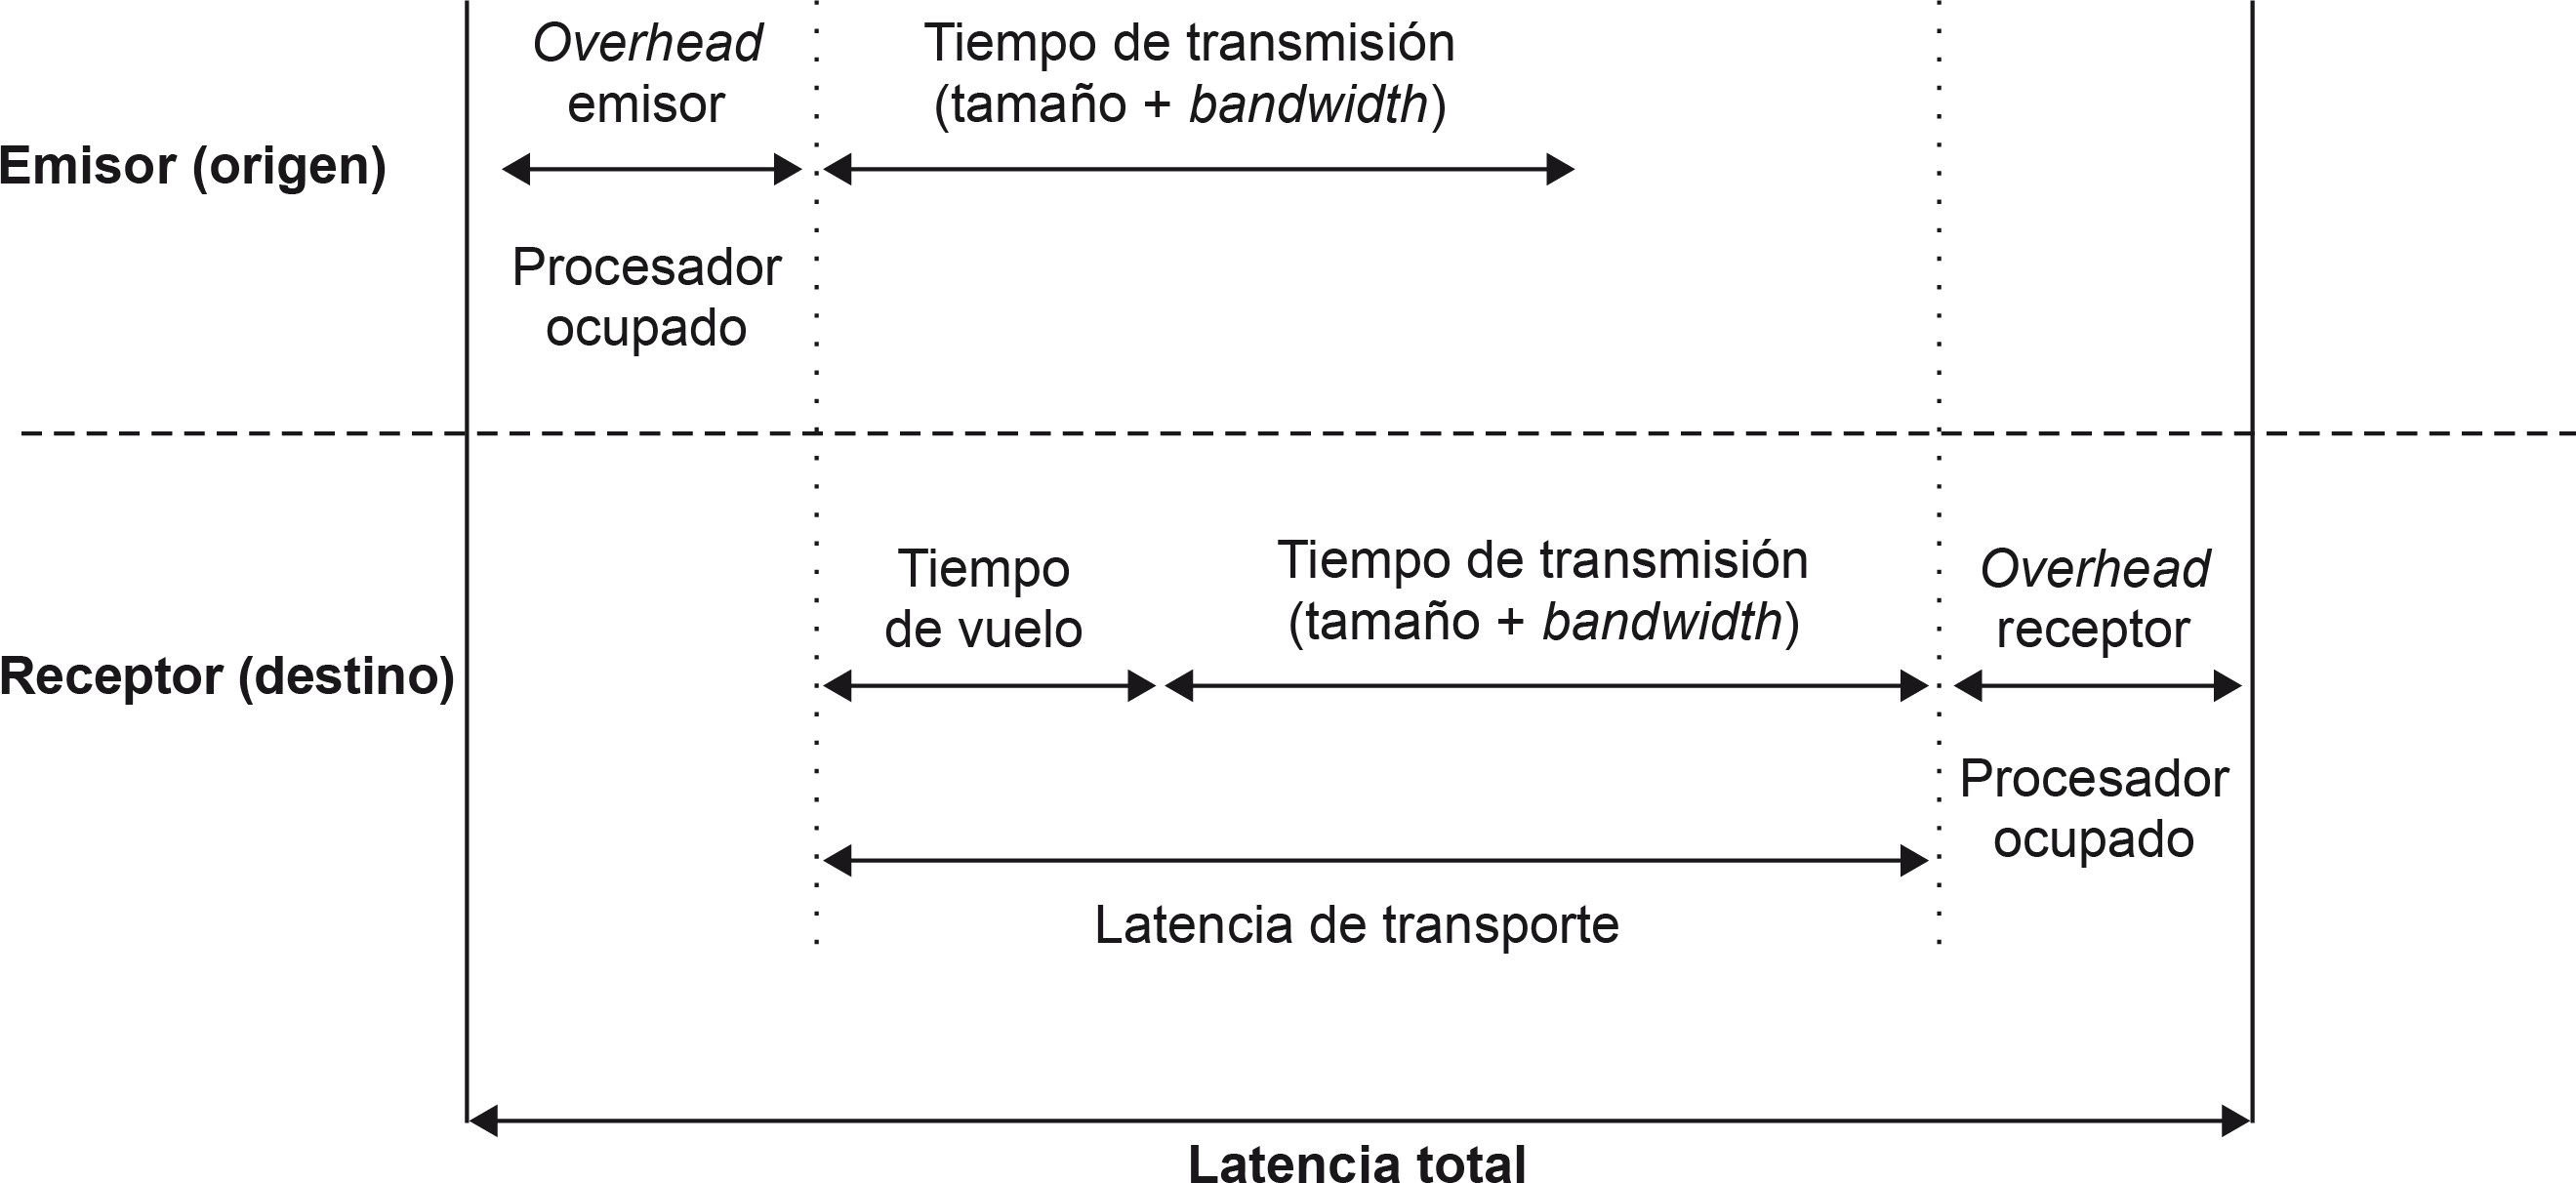 Overhead
emisor
Tiempo de transmisión
(tamaño + bandwidth)
Emisor (origen)
Procesador
ocupado
Tiempo
de vuelo
Tiempo de transmisión
(tamaño + bandwidth)
Overhead
receptor
Receptor (destino)
Procesador
ocupado
Latencia de transporte
Latencia total